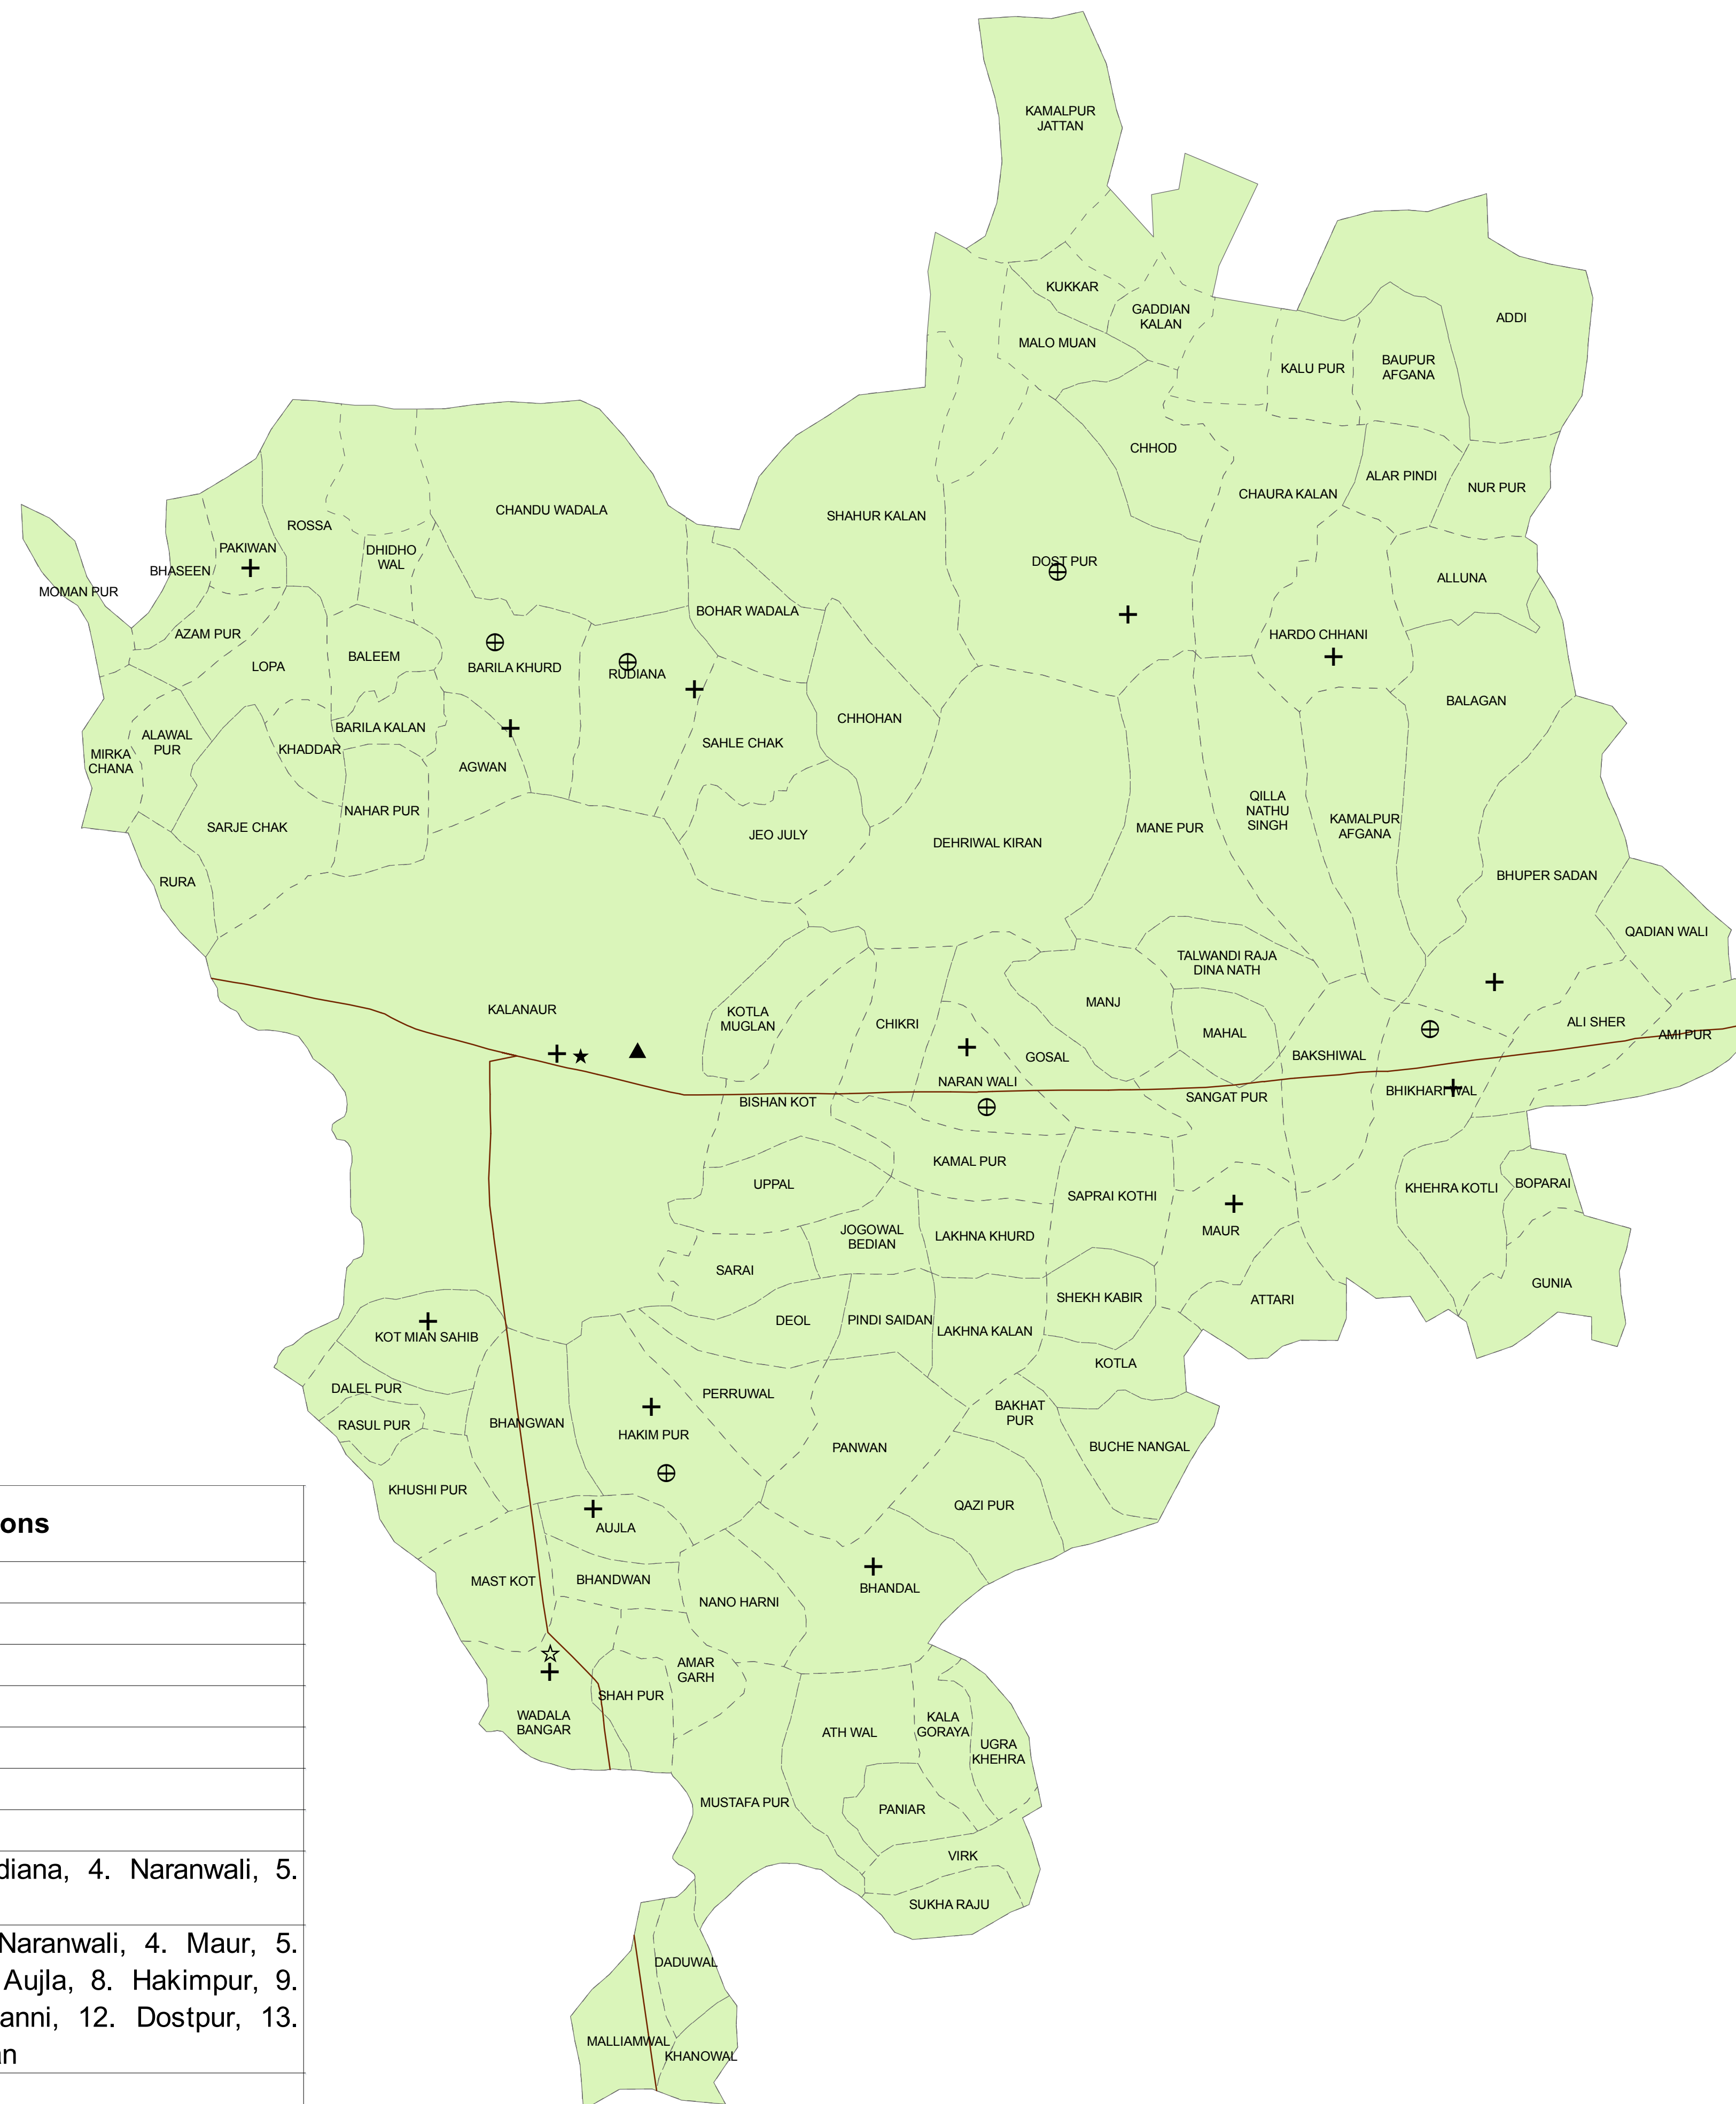 KAMALPUR
JATTAN
KUKKAR
GADDIAN
KALAN
MALO MUAN
ADDI
KALU PUR
BAUPUR
AFGANA
CHHOD
ALAR PINDI
NUR PUR
CHAURA KALAN
CHANDU WADALA
SHAHUR KALAN
ROSSA
PAKIWAN
DHIDHO
WAL
BHASEEN
MOMAN PUR
DOST PUR
ALLUNA
BOHAR WADALA
AZAM PUR
HARDO CHHANI
LOPA
BALEEM
BARILA KHURD
RUDIANA
BALAGAN
CHHOHAN
BARILA KALAN
ALAWAL
PUR
KHADDAR
SAHLE CHAK
MIRKA
CHANA
AGWAN
NAHAR PUR
QILLA
NATHU
SINGH
KAMALPUR
AFGANA
SARJE CHAK
JEO JULY
DEHRIWAL KIRAN
MANE PUR
RURA
BHUPER SADAN
QADIAN WALI
TALWANDI RAJA
DINA NATH
KALANAUR
KOTLA
MUGLAN
CHIKRI
MANJ
MAHAL
ALI SHER
AMI PUR
GOSAL
BAKSHIWAL
NARAN WALI
BISHAN KOT
SANGAT PUR
BHIKHARI WAL
KAMAL PUR
UPPAL
SAPRAI KOTHI
KHEHRA KOTLI
BOPARAI
JOGOWAL
BEDIAN
LAKHNA KHURD
MAUR
SARAI
GUNIA
SHEKH KABIR
ATTARI
DEOL
PINDI SAIDAN
LAKHNA KALAN
KOT MIAN SAHIB
KOTLA
DALEL PUR
PERRUWAL
RASUL PUR
BHANGWAN
BAKHAT
PUR
HAKIM PUR
PANWAN
BUCHE NANGAL
KHUSHI PUR
QAZI PUR
AUJLA
MAST KOT
BHANDWAN
BHANDAL
NANO HARNI
AMAR
GARH
SHAH PUR
WADALA
BANGAR
ATH WAL
KALA
GORAYA
UGRA
KHEHRA
MUSTAFA PUR
PANIAR
VIRK
SUKHA RAJU
DADUWAL
MALLIAMWAL
KHANOWAL
ons
diana, 4. Naranwali, 5.
Naranwali, 4. Maur, 5.
Aujla, 8. Hakimpur, 9.
anni, 12. Dostpur, 13.
an